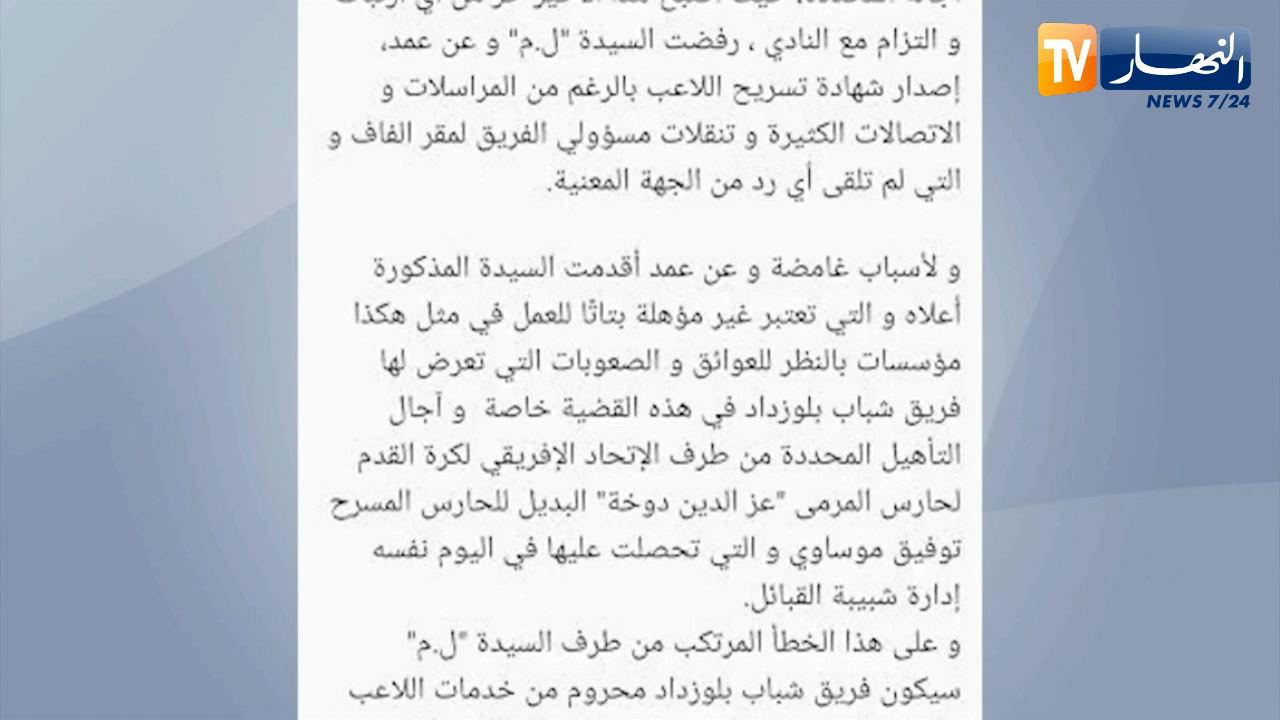 و التزام مع النادي ، رفضت السيدة "ل.م" و عن عمد،
إصدار شهادة تسريح اللاعب بالرغم من المراسلات و
الاتصالات الكثيرة و تنقلات مسؤولي الفريق لمقر الفاف و
التي لم تلقى أي رد من الجهة المعنية.
و لأسباب غامضة و عن عمد أقدمت السيدة المذكورة
أعلاه و التي تعتبر غير مؤهلة بتاتًا للعمل في مثل هكذا
مؤسسات بالنظر للعوائق و الصعوبات التي تعرض لها
فريق شباب بلوزداد في هذه القضية خاصة و آجال
التأهيل المحددة من طرف الإتحاد الإفريقي لكرة القدم
لحارس المرمى "عز الدين دوخة" البديل للحارس المسرح
توفيق موساوي و التي تحصلت عليها في اليوم نفسه
إدارة شبيبة القبائل.
و على هذا الخطأ المرتكب من طرف السيدة "ل.م"
سيكون فريق شباب بلوزداد محروم من خدمات اللاعب
النهار TV
NEWS 7/24